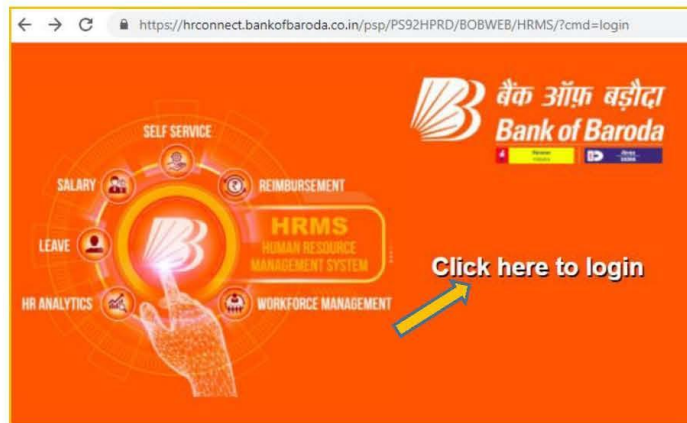 https://hrconnect.bankofbaroda.co.in/psp/PS92HPRD/BOBWEB/HRMS/?cmd=login
बैंक ऑफ़ बड़ौदा
Bank of Baroda
SELF SERVICE
SALARY
REIMBURSEMENT
HRMS
HUMAN RESOURCE
MANAGEMENT SYSTEM
LEAVE
Click here to login
HR ANALYTICS
WORKFORCE MANAGEMENT